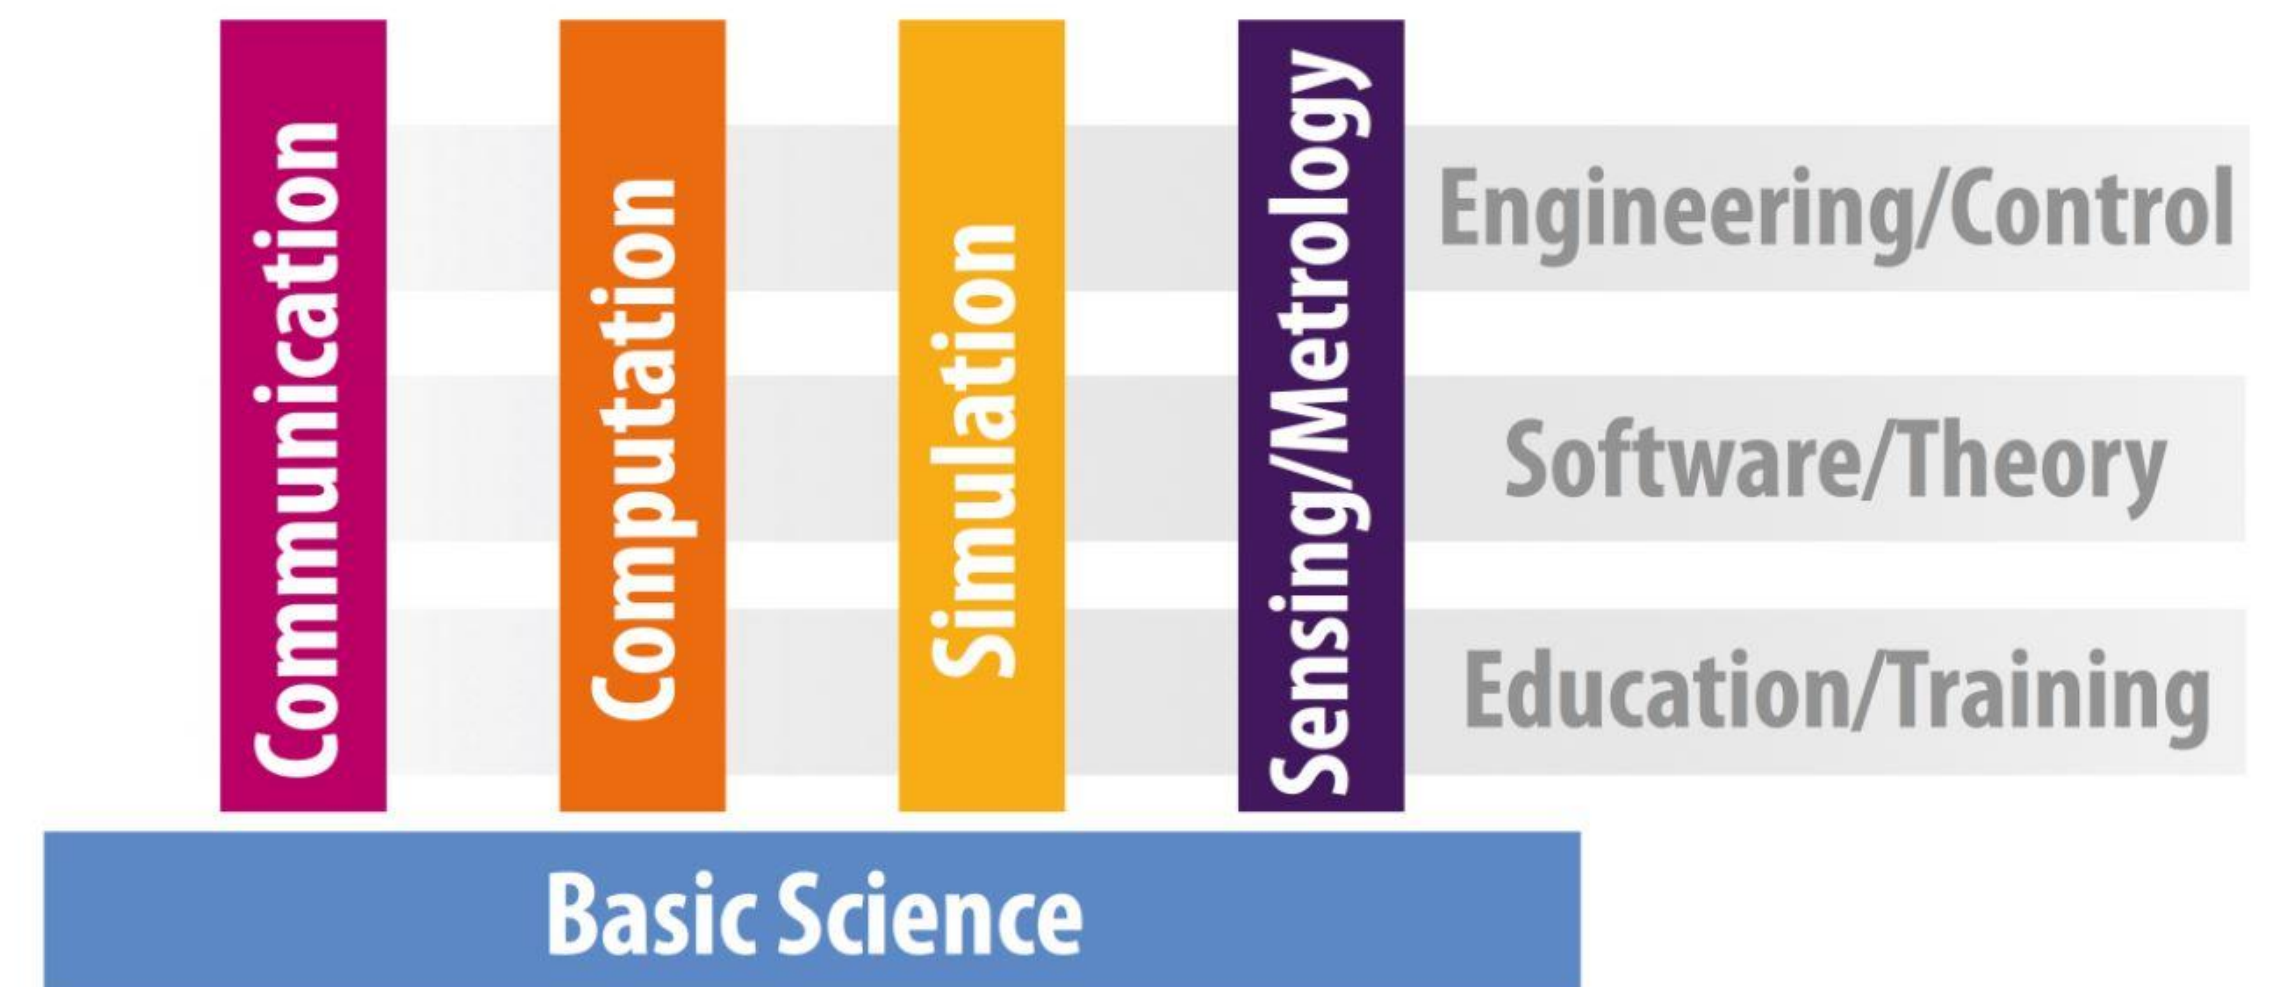 Communication
Computation
Simulation
Sensing/Metrology
Engineering/Control
Software/Theory
Education/Training
Basic Science